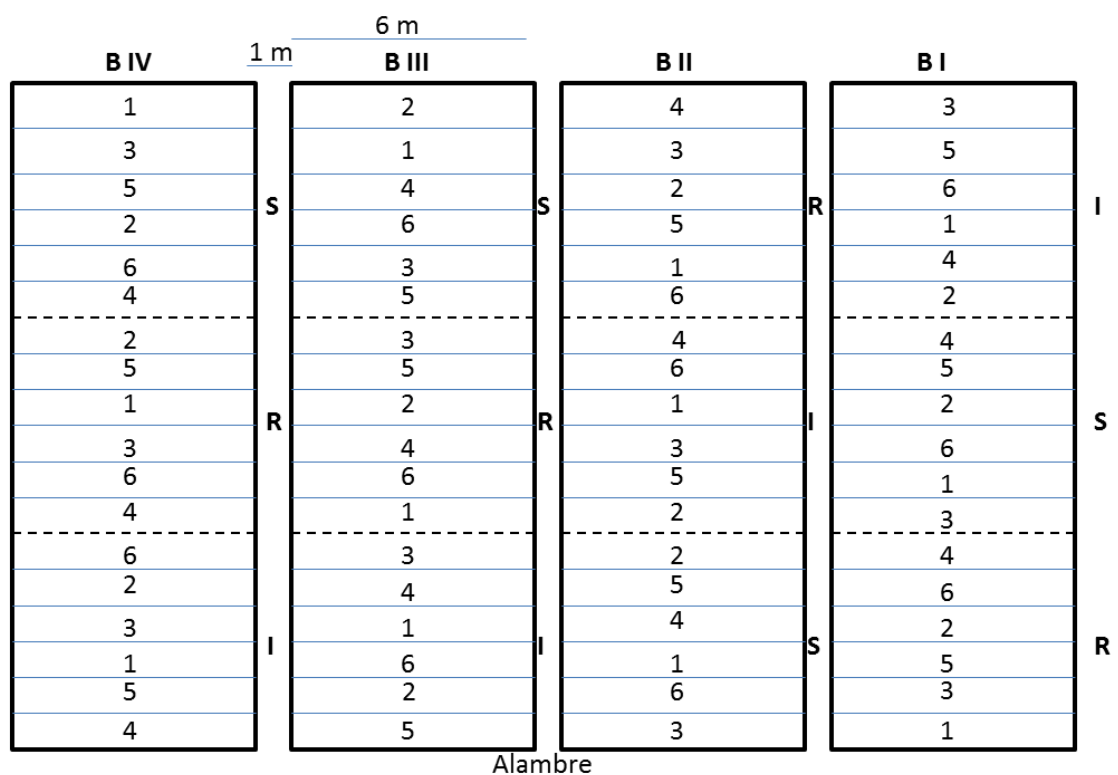 6 m
1 m
B IV B III B II B I
1 2 4 3
3 1 3 5
5 4 2 6
S S R I
2 6 5 1
6 3 1 4
4 5 6 2
2 3 4 4
5 5 6 5
1 2 1 2
R R I S
3 4 3 6
6 6 5 1
4 1 2 3
6 3 2 4
2 4 5 6
3 1 4 2
I I S R
1 6 1 5
5 2 6 3
4 5 3 1
Alambre